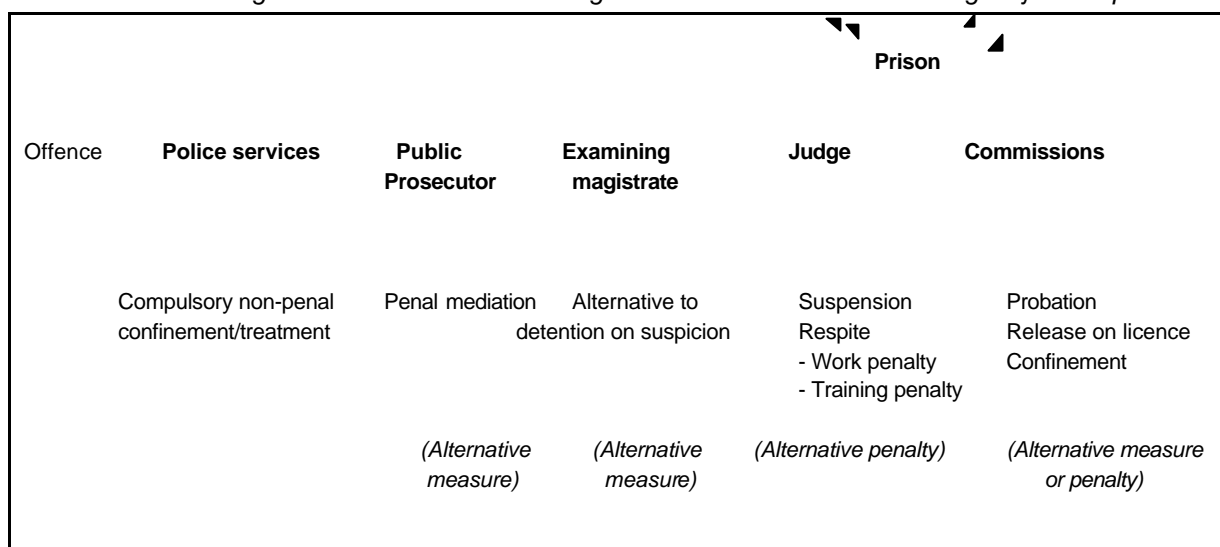 Prison
Offence Police services Public Examining Judge Commissions
Prosecutor magistrate
Compulsory non-penal Penal mediation Alternative to Suspension Probation
confinement/treatment detention on suspicion Respite Release on licence
- Work penalty Confinement
- Training penalty
(Alternative (Alternative (Alternative penalty) (Alternative measure
measure) measure) or penalty)